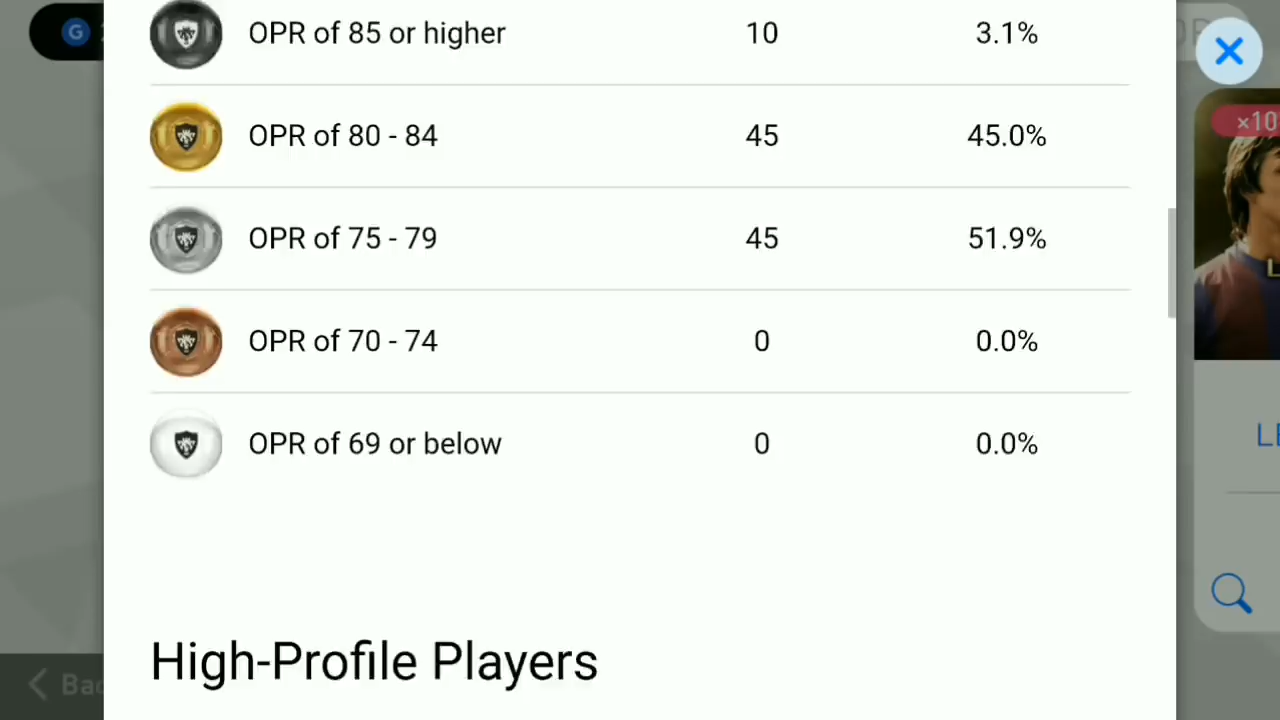 OPR of 85 or higher 10 3.1%
×10
OPR of 80 - 84 45 45.0%
OPR of 75 - 79 45 51.9%
OPR of 70 - 74 0 0.0%
OPR of 69 or below 0 0.0%
High-Profile Players